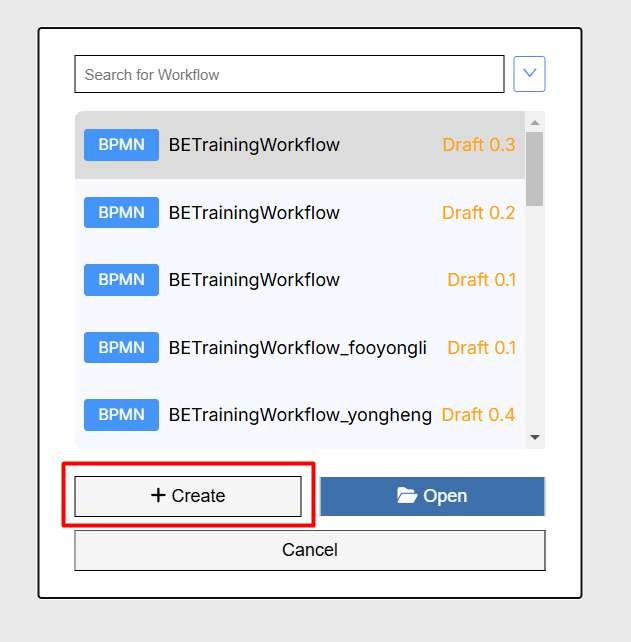 Search for Workflow
BPMN BETrainingWorkflow Draft 0.3
BPMN BETrainingWorkflow Draft 0.2
BPMN BETrainingWorkflow Draft 0.1
BPMN BETrainingWorkflow_fooyongli Draft 0.1
BPMN BETrainingWorkflow_yongheng Draft 0.4
+ Create Open
Cancel